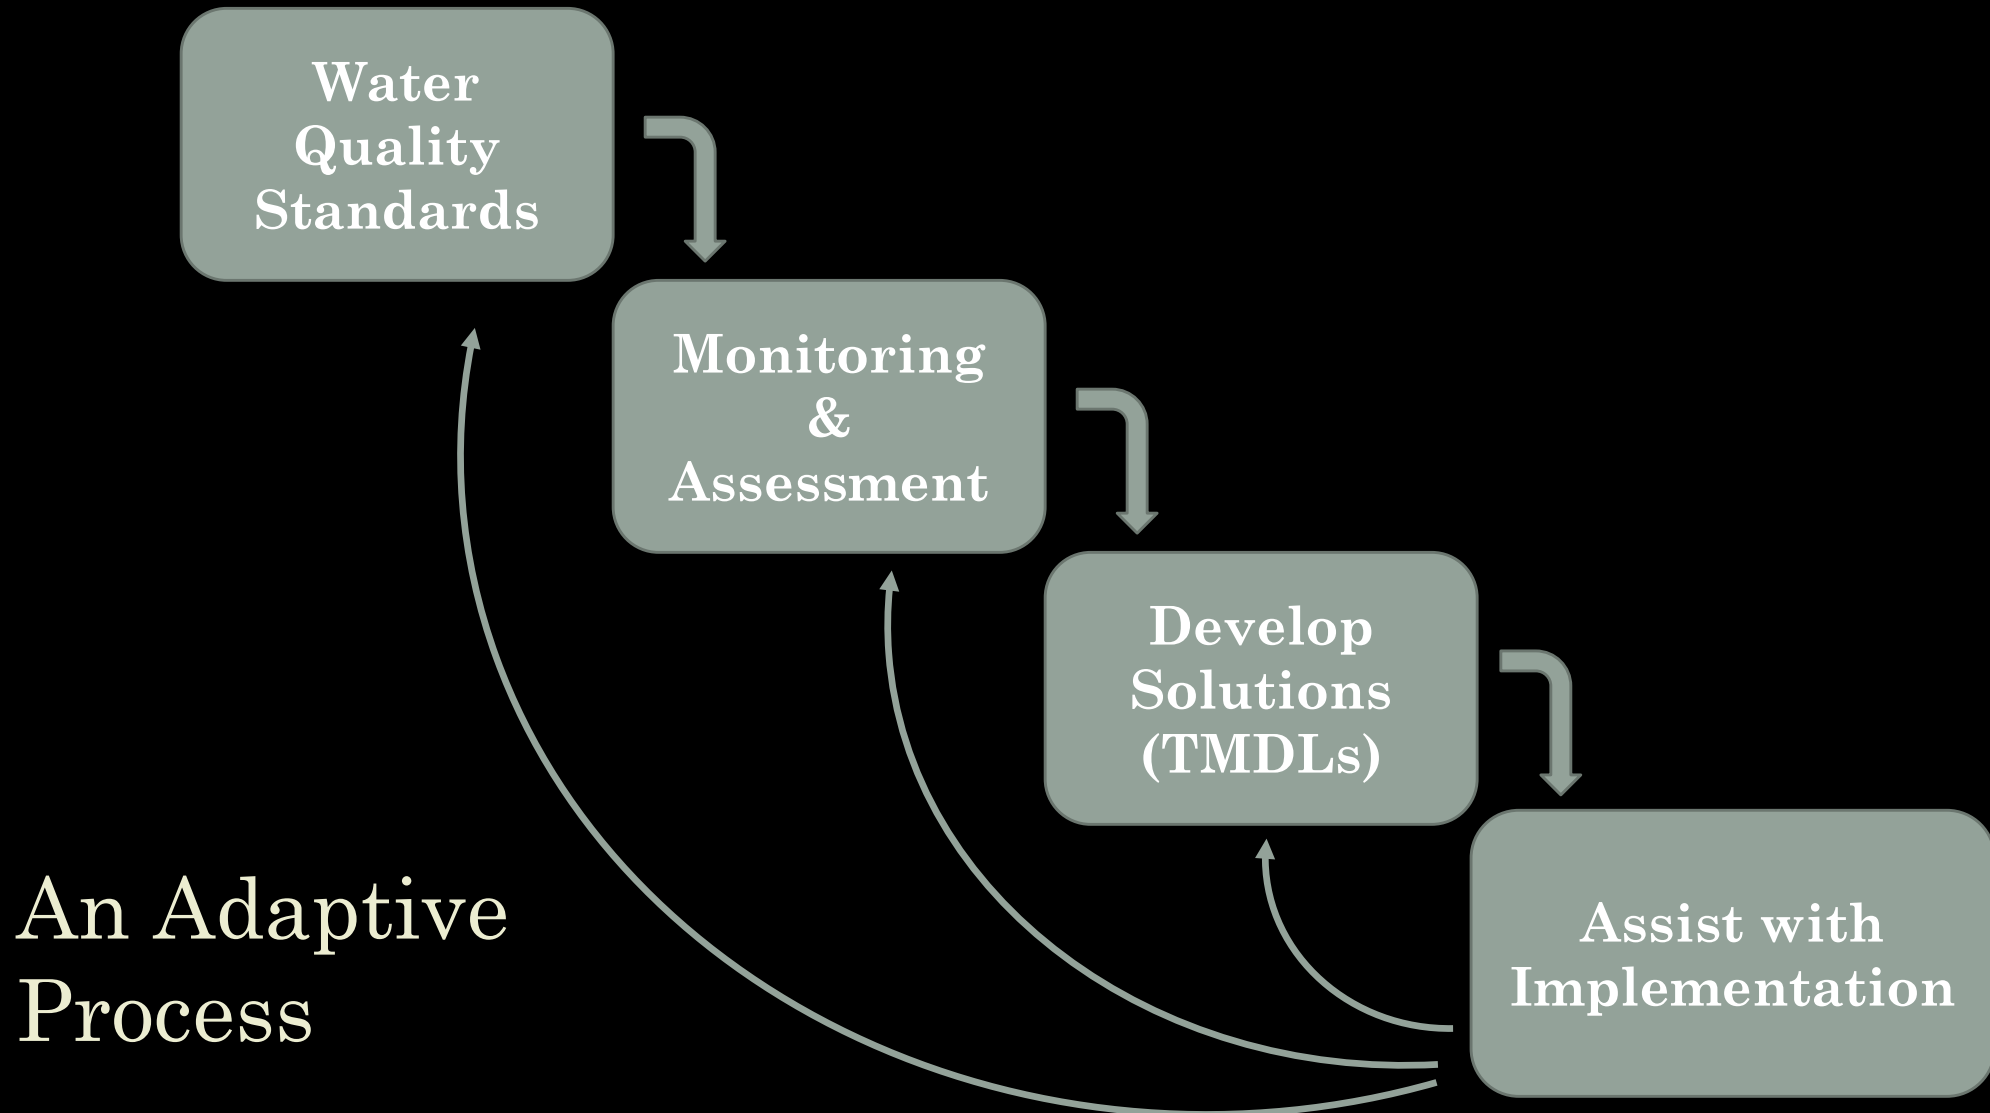 Water
Quality
Standards
Monitoring
&
Assessment
Develop
Solutions
(TMDLs)
Assist with
Implementation
An Adaptive
Process